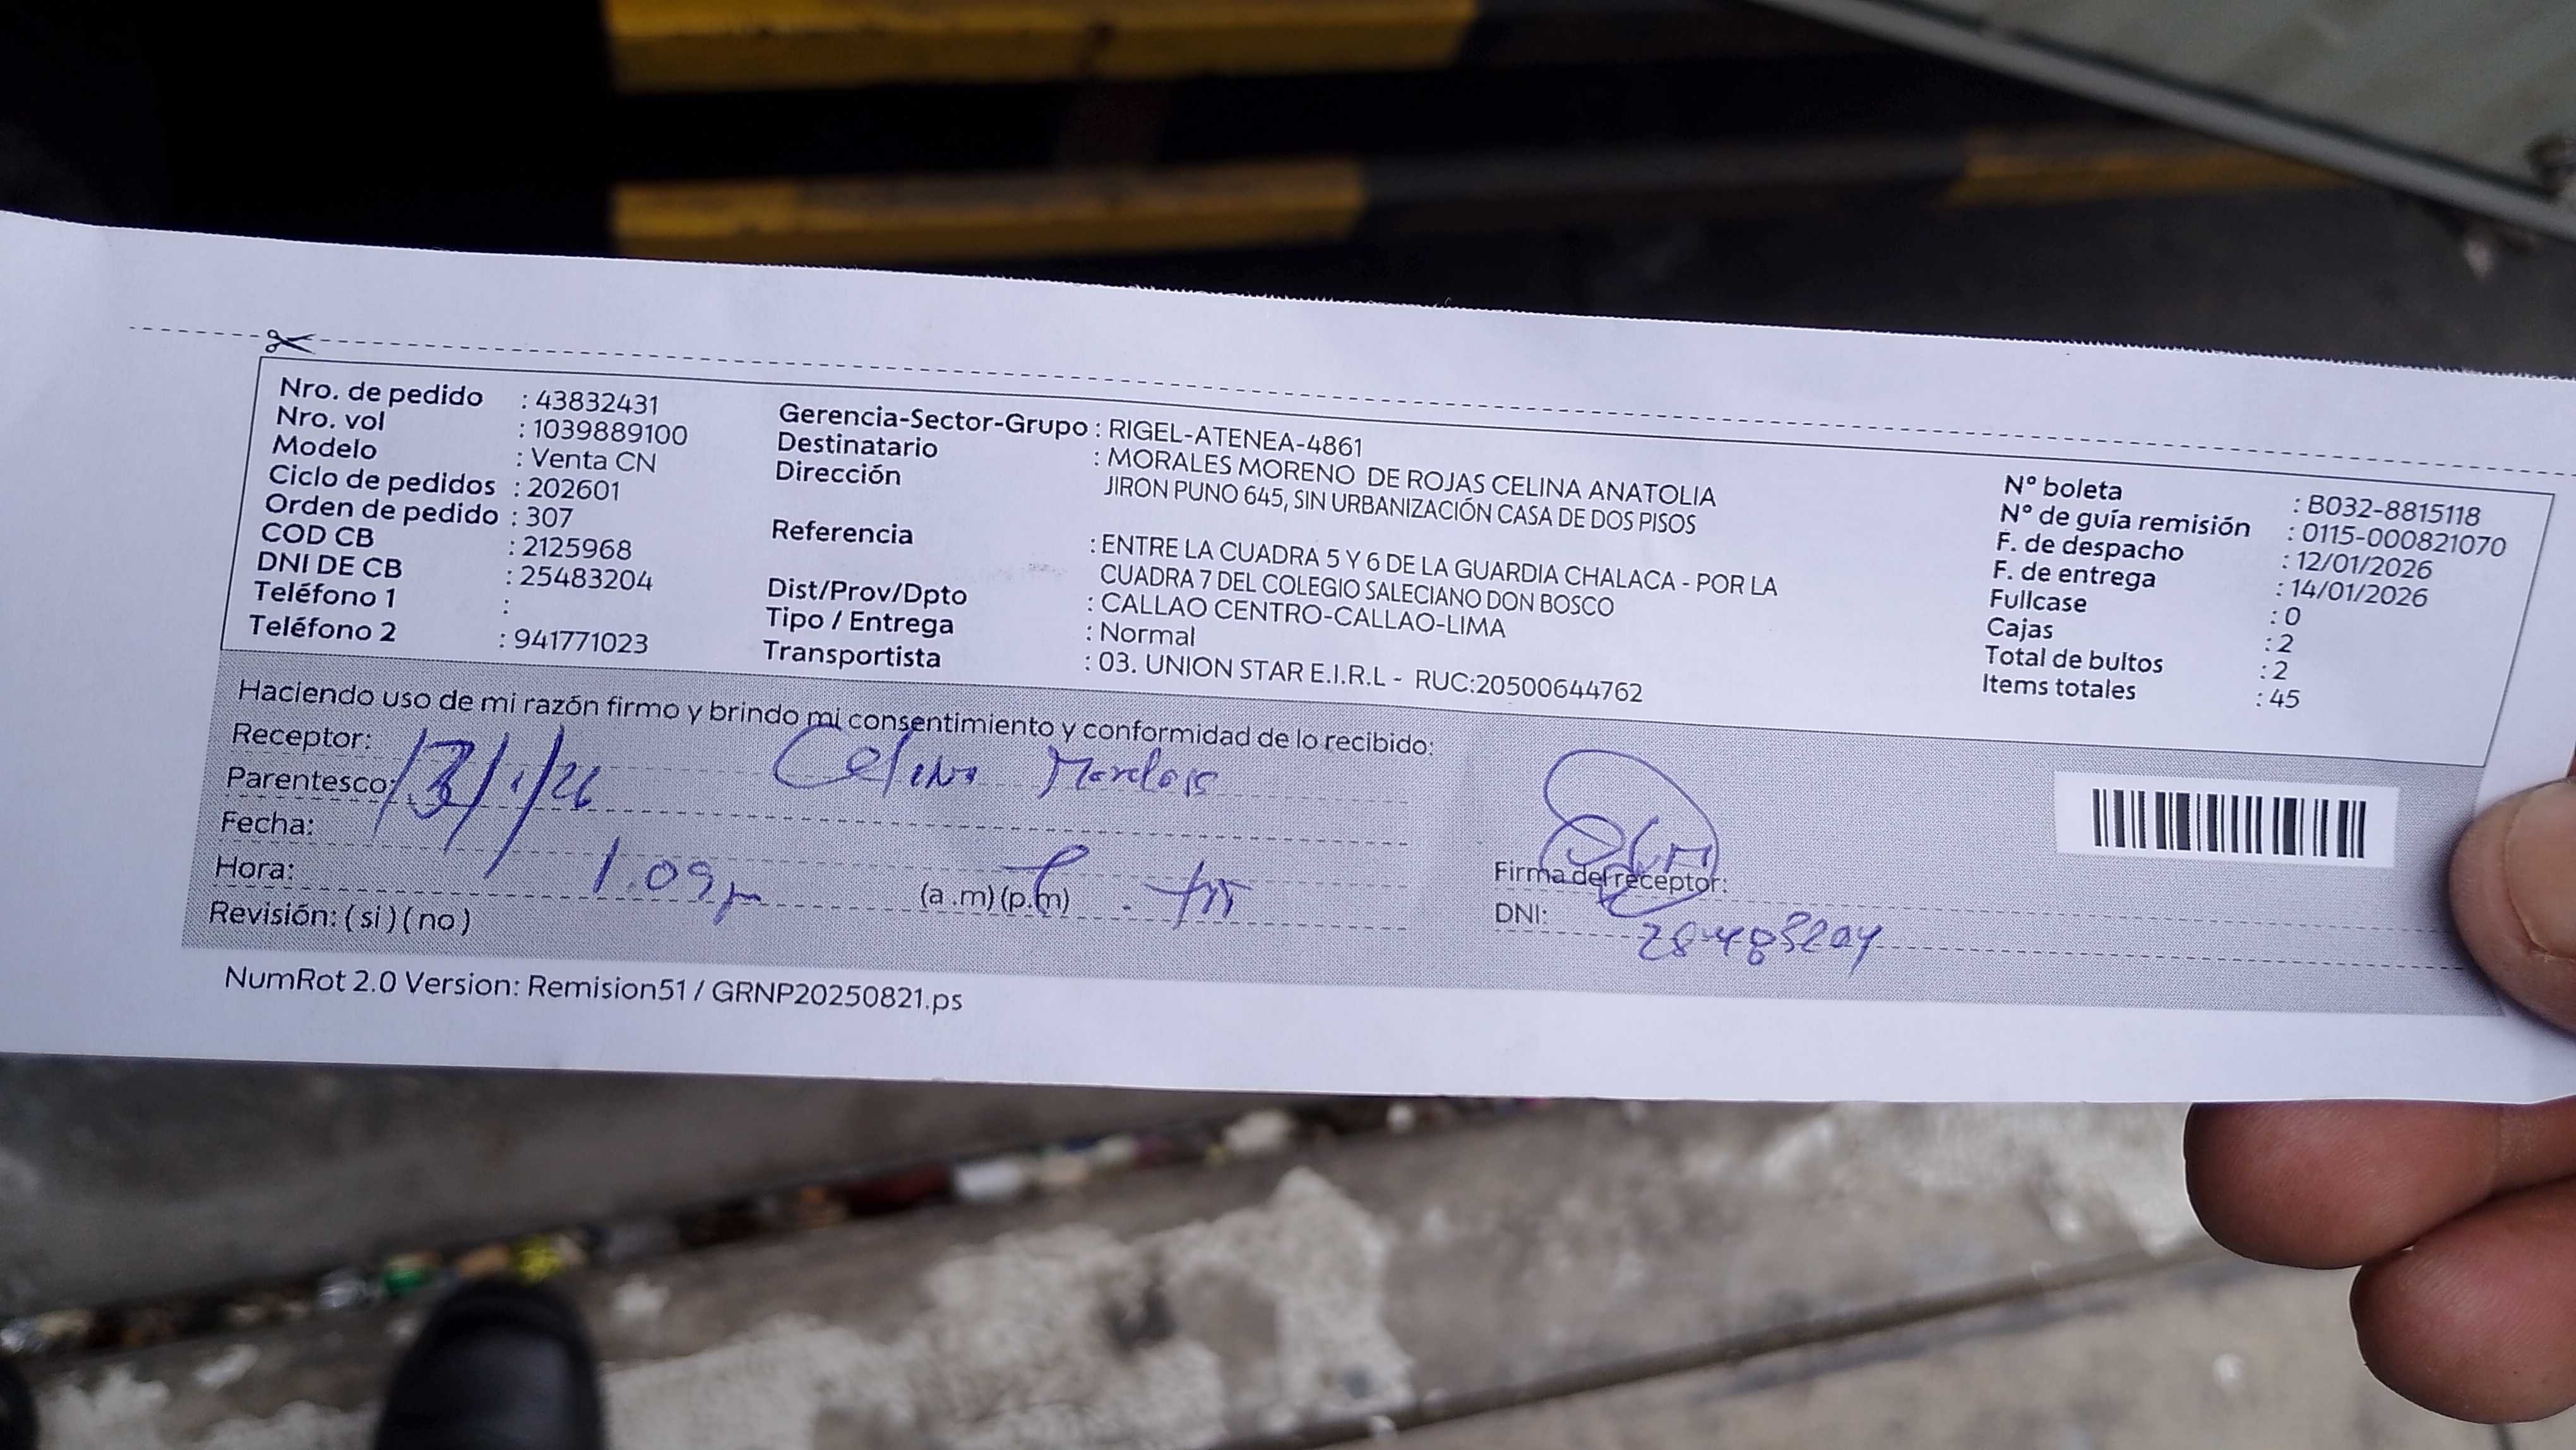 Nro. de pedido : 43832431
Nro. vol : 1039889100
Modelo : Venta CN
Ciclo de pedidos : 202601
Orden de pedido : 307
COD CB : 2125968
DNI DE CB : 25483204
Teléfono 1 :
Teléfono 2 : 941771023
Gerencia-Sector-Grupo : RIGEL-ATENEA-4861
Destinatario : MORALES MORENO DE ROJAS CELINA ANATOLIA
Dirección JIRON PUNO 645, SIN URBANIZACIÓN CASA DE DOS PISOS
Referencia : ENTRE LA CUADRA 5 Y 6 DE LA GUARDIA CHALACA - POR LA
CUADRA 7 DEL COLEGIO SALECIANO DON BOSCO
Dist/Prov/Dpto : CALLAO CENTRO-CALLAO-LIMA
Tipo / Entrega : Normal
Transportista : 03. UNION STAR E.I.R.L - RUC:20500644762
N° boleta : B032-8815118
N° de guía remisión : 0115-000821070
F. de despacho : 12/01/2026
F. de entrega : 14/01/2026
Fullcase : 0
Cajas : 2
Total de bultos : 2
Items totales : 45
Haciendo uso de mi razón firmo y brindo mi consentimiento y conformidad de lo recibido:
Receptor: Celina Morales
Parentesco: 13/1/26
Fecha:
Hora: 1.09 (a .m) (p.m)
Revisión: ( si ) ( no )
Firma del receptor:
DNI:
NumRot 2.0 Version: Remision51 / GRNP20250821.ps